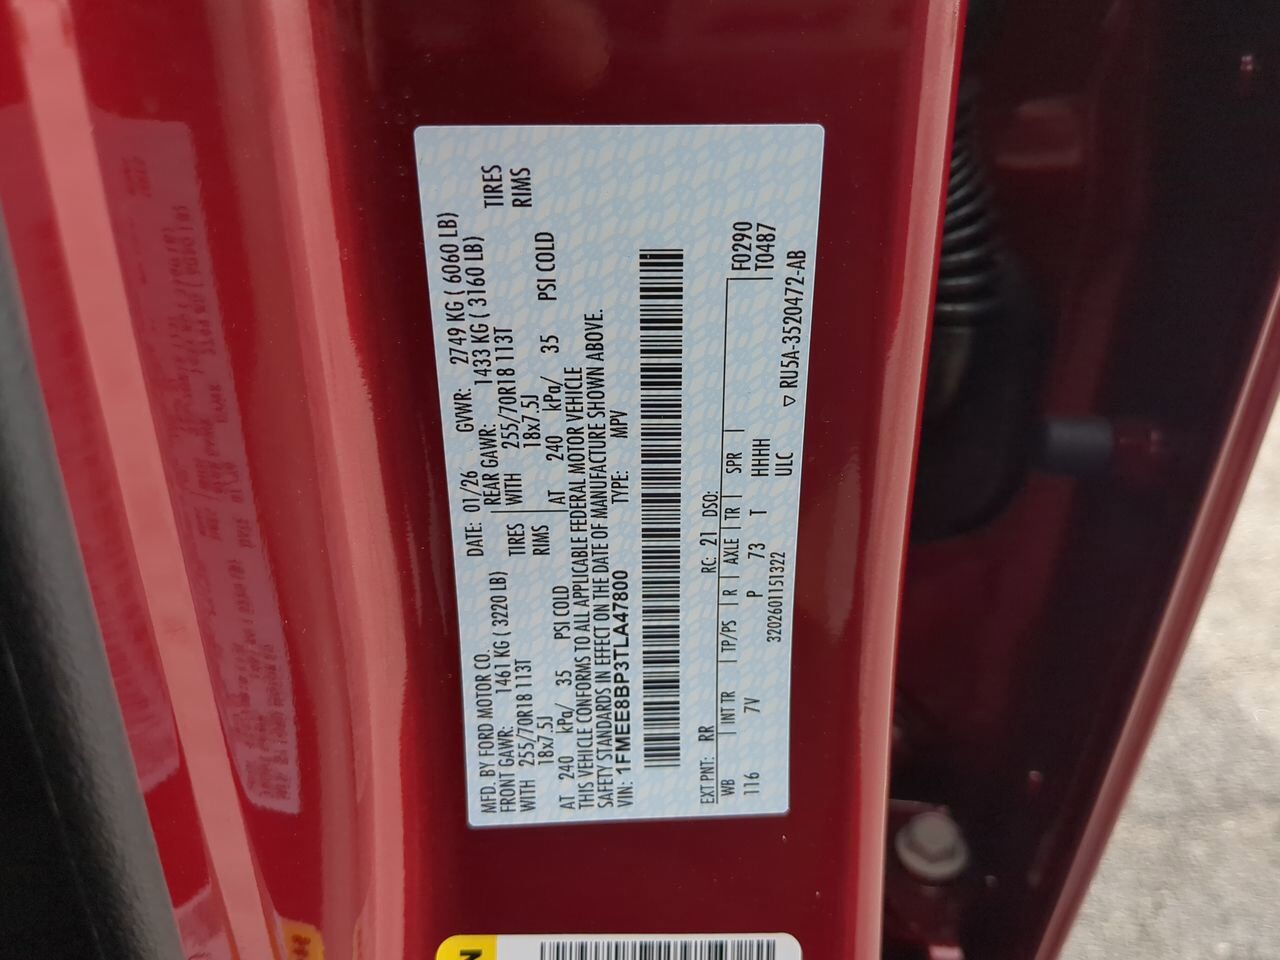 MFD. BY FORD MOTOR CO.
DATE: 01/26 GVWR: 2749 KG ( 6060 LB)
FRONT GAWR: 1461 KG ( 3220 LB)
REAR GAWR: 1433 KG ( 3160 LB)
WITH 255/70R18 113T TIRES
18x7.5J RIMS
WITH 255/70R18 113T TIRES
18x7.5J RIMS
AT 240 kPa/ 35 PSI COLD
AT 240 kPa/ 35 PSI COLD
THIS VEHICLE CONFORMS TO ALL APPLICABLE FEDERAL MOTOR VEHICLE
SAFETY STANDARDS IN EFFECT ON THE DATE OF MANUFACTURE SHOWN ABOVE.
VIN: 1FMEE8BP3TLA47800 TYPE: MPV
EXT PNT: RR RC: 21 DSO:
WB INT TR TP/PS R AXLE TR SPR F0290
116 7V P 73 T HHHH T0487
3202601151322 ULC
▽ RU5A-3520472-AB
N